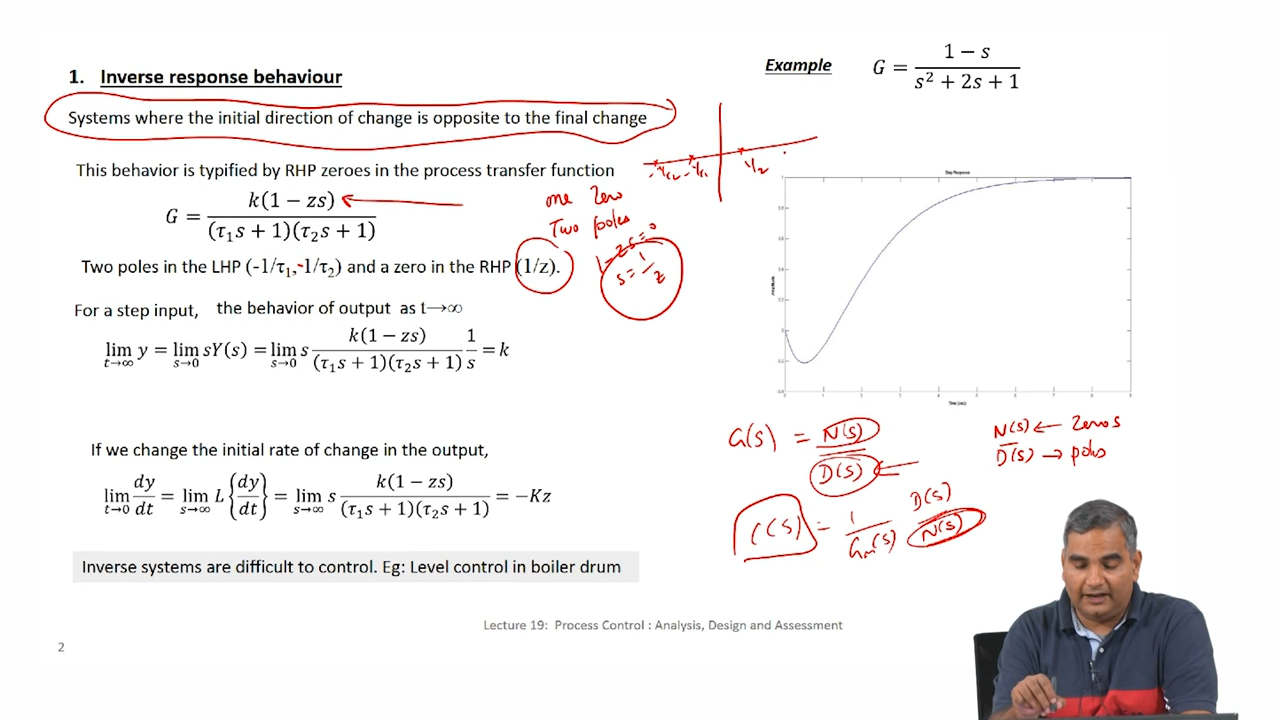 1. Inverse response behaviour
Systems where the initial direction of change is opposite to the final change
This behavior is typified by RHP zeroes in the process transfer function
G = k(1 − zs) / (τ₁s + 1)(τ₂s + 1)
Two poles in the LHP (-1/τ₁,-1/τ₂) and a zero in the RHP (1/z).
For a step input, the behavior of output as t→∞
lim t→∞ y = lim s→0 sY(s) = lim s→0 s k(1 − zs) / (τ₁s + 1)(τ₂s + 1) 1/s = k
If we change the initial rate of change in the output,
lim t→0 dy/dt = lim s→∞ L{dy/dt} = lim s→∞ s k(1 − zs) / (τ₁s + 1)(τ₂s + 1) = −Kz
Inverse systems are difficult to control. Eg: Level control in boiler drum
one zero
Two poles
1-zs=0
s = 1/z
Example G = 1 − s / s² + 2s + 1
-1/τ₂ -1/τ₁ 1/z
Step Response
Amplitude
Time (sec)
G(s) = N(s) / D(s)
N(s) ← zeros
D(s) → poles
C(s) = 1 / Gm(s) D(s) / N(s)
Lecture 19: Process Control : Analysis, Design and Assessment
2